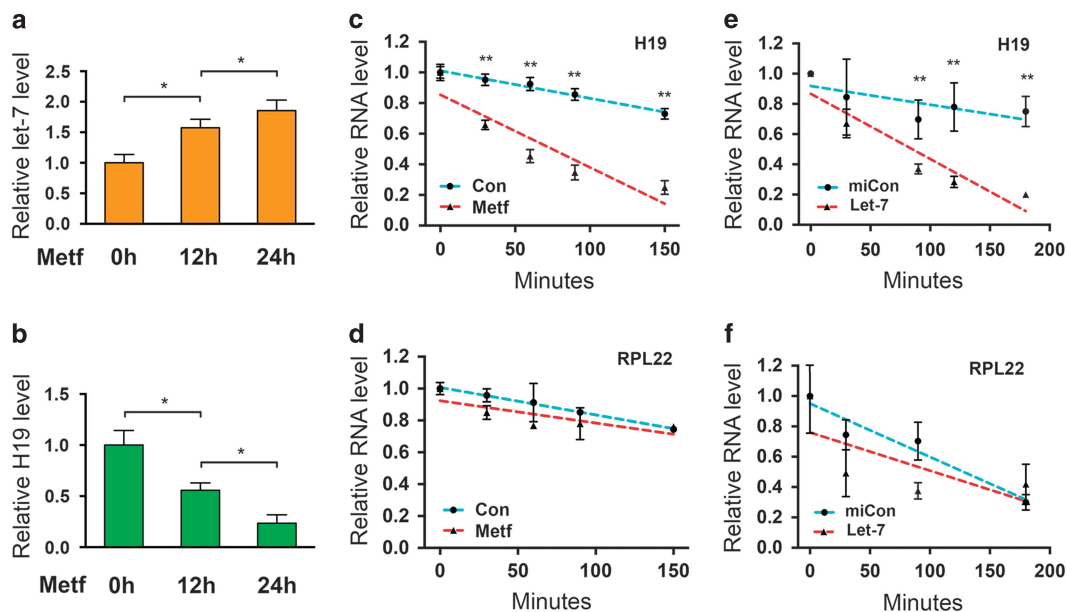 a
Relative let-7 level
2.5
2.0
1.5
1.0
0.5
0.0
*
*
Metf 0h 12h 24h
b
Relative H19 level
1.5
1.0
0.5
0.0
*
*
Metf 0h 12h 24h
c
H19
Relative RNA level
1.2
1.0
0.8
0.6
0.4
0.2
0.0
** ** ** **
Con
Metf
0 50 100 150
Minutes
d
RPL22
Relative RNA level
1.2
1.0
0.8
0.6
0.4
0.2
0.0
Con
Metf
0 50 100 150
Minutes
e
H19
Relative RNA level
1.2
1.0
0.8
0.6
0.4
0.2
0.0
** ** **
miCon
Let-7
0 50 100 150 200
Minutes
f
RPL22
Relative RNA level
1.2
1.0
0.8
0.6
0.4
0.2
0.0
miCon
Let-7
0 50 100 150 200
Minutes